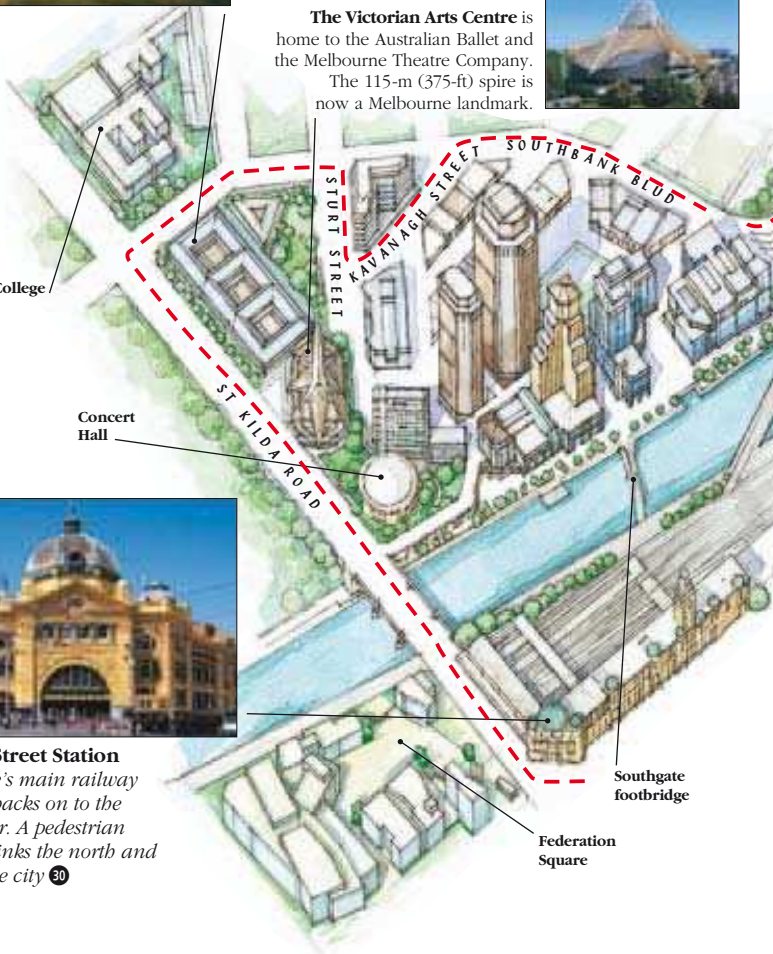 The Victorian Arts Centre is
home to the Australian Ballet and
the Melbourne Theatre Company.
The 115-m (375-ft) spire is
now a Melbourne landmark.
STURT STREET
KAVANAGH STREET
SOUTHBANK BLUD
College
Concert
Hall
ST KILDA ROAD
Street Station
's main railway
backs on to the
r. A pedestrian
inks the north and
e city 30
Southgate
footbridge
Federation
Square